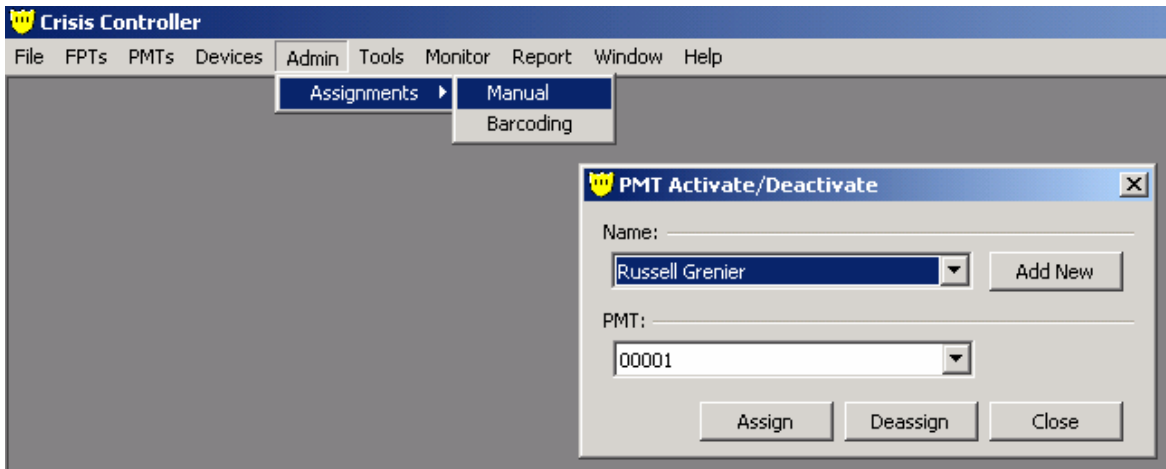 Crisis Controller
File FPTs PMTs Devices Admin Tools Monitor Report Window Help
Assignments Manual
Barcoding
PMT Activate/Deactivate
Name:
Russell Grenier Add New
PMT:
00001
Assign Deassign Close